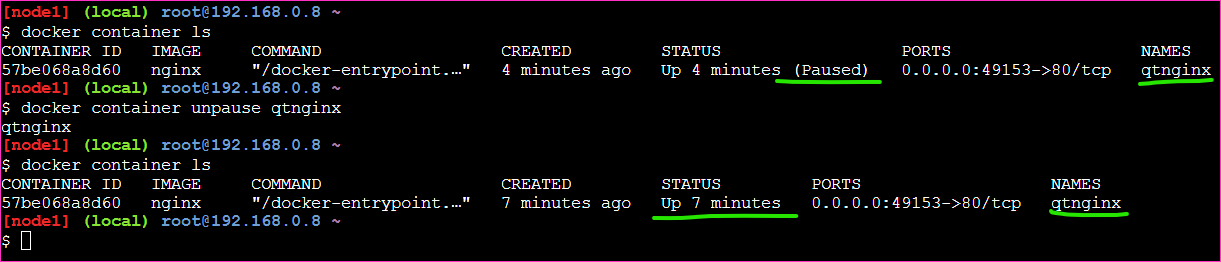 [node1] (local) root@192.168.0.8 ~
$ docker container ls
CONTAINER ID   IMAGE     COMMAND                  CREATED         STATUS                  PORTS                   NAMES
57be068a8d60   nginx     "/docker-entrypoint.…"   4 minutes ago   Up 4 minutes (Paused)   0.0.0.0:49153->80/tcp   qtnginx
[node1] (local) root@192.168.0.8 ~
$ docker container unpause qtnginx
qtnginx
[node1] (local) root@192.168.0.8 ~
$ docker container ls
CONTAINER ID   IMAGE     COMMAND                  CREATED         STATUS         PORTS                   NAMES
57be068a8d60   nginx     "/docker-entrypoint.…"   7 minutes ago   Up 7 minutes   0.0.0.0:49153->80/tcp   qtnginx
[node1] (local) root@192.168.0.8 ~
$